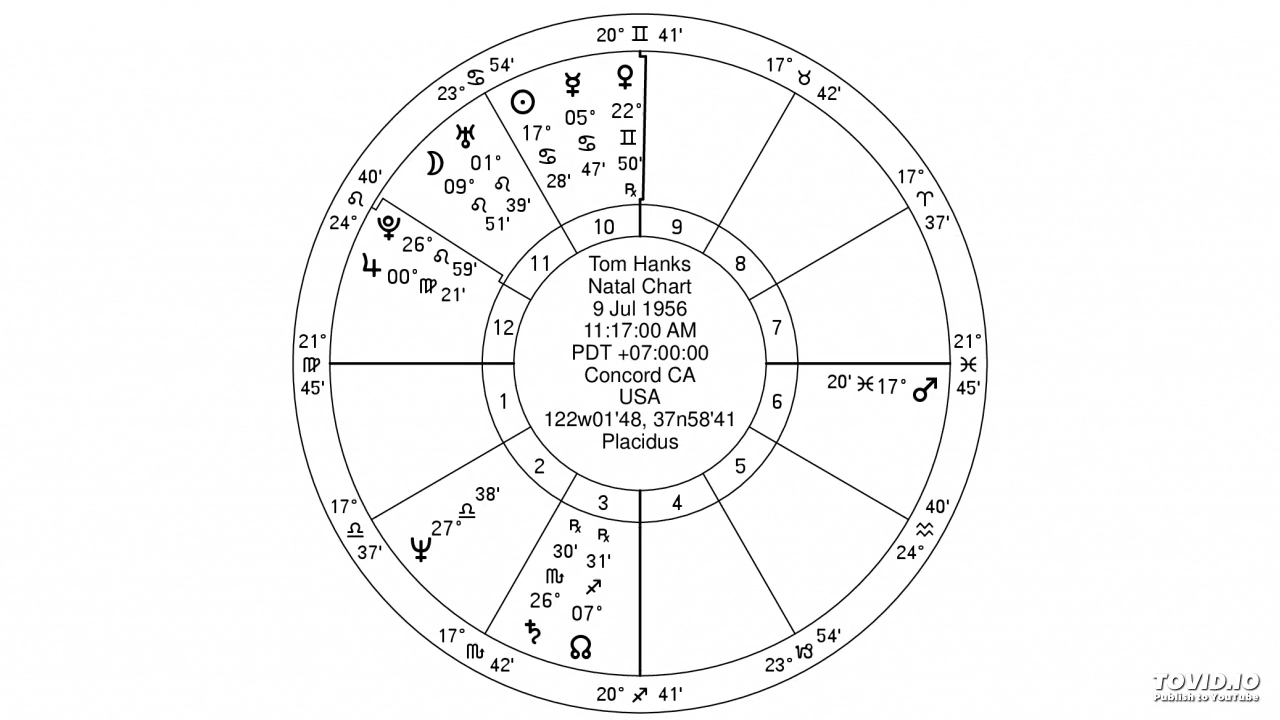 20° ♊ 41'
23° ♋ 54'
17° ♉ 42'
40' ♌ 24°
17° ♈ 37'
21° ♍ 45'
21° ♓ 45'
17° ♎ 37'
40' ♒ 24°
17° ♏ 42'
23° ♑ 54'
20° ♐ 41'
☉ 17° ♋ 28'
☿ 05° ♋ 47'
♀ 22° ♊ 50' ℞
♅ 01° ♌ 39'
☽ 09° ♌ 51'
♇ 26° ♌ 59'
♃ 00° ♍ 21'
20' ♓ 17° ♂
♆ 27° ♎ 38'
℞ 30' ♏ 26° ♄
℞ 31' ♐ 07° ☊
10
9
11
8
12
7
1
6
2
5
3
4
Tom Hanks
Natal Chart
9 Jul 1956
11:17:00 AM
PDT +07:00:00
Concord CA
USA
122w01'48, 37n58'41
Placidus
TOVID.IO
Publish to YouTube